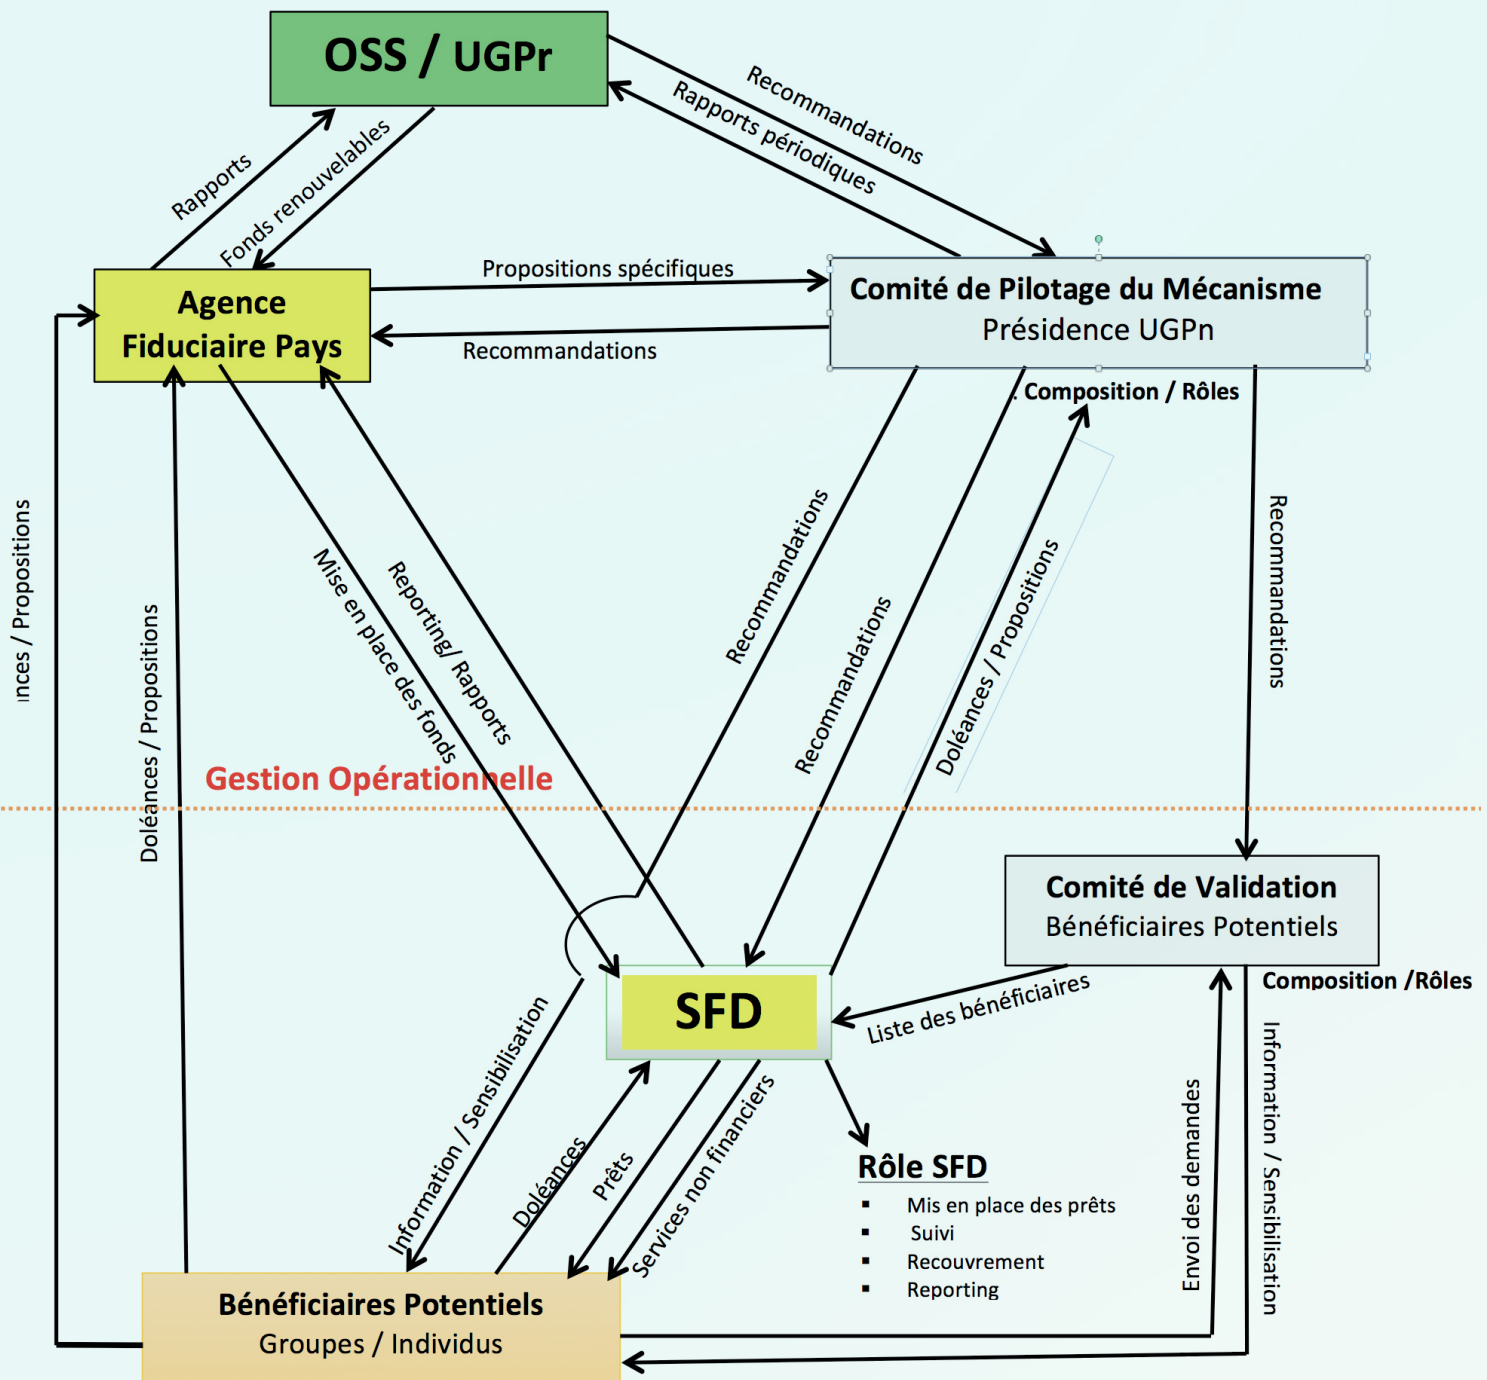 OSS / UGPr
Recommandations
Rapports périodiques
Rapports
Fonds renouvelables
Agence
Fiduciaire Pays
Propositions spécifiques
Recommandations
Comité de Pilotage du Mécanisme
Présidence UGPn
. Composition / Rôles
/ Propositions
Doléances / Propositions
Mise en place des fonds
Reporting/ Rapports
Recommandations
Recommandations
Doléances / Propositions
Recommandations
Gestion Opérationnelle
Comité de Validation
Bénéficiaires Potentiels
Composition /Rôles
SFD
Liste des bénéficiaires
Information / Sensibilisation
Doléances
Prêts
Services non financiers
Rôle SFD
▪ Mis en place des prêts
▪ Suivi
▪ Recouvrement
▪ Reporting
Envoi des demandes
Information / Sensibilisation
Bénéficiaires Potentiels
Groupes / Individus